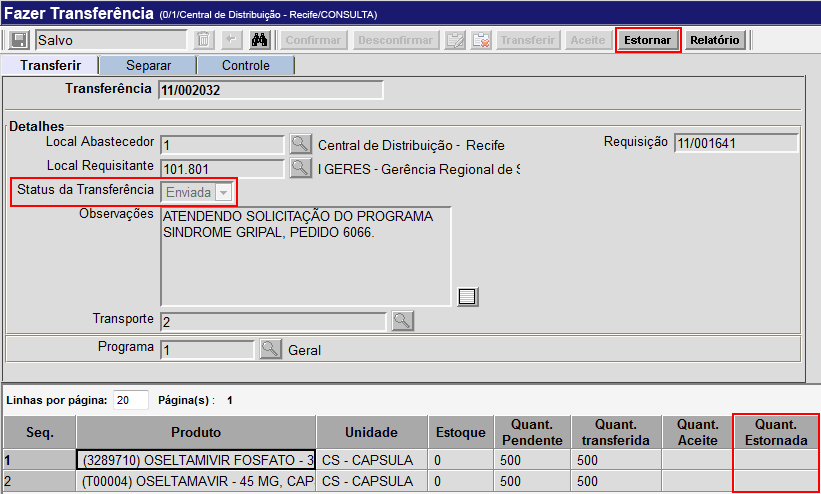 Fazer Transferência (0/1/Central de Distribuição - Recife/CONSULTA)
Salvo Confirmar Desconfirmar Transferir Aceite Estornar Relatório
Transferir Separar Controle
Transferência 11/002032
Detalhes
Local Abastecedor 1 Central de Distribuição - Recife Requisição 11/001641
Local Requisitante 101.801 I GERES - Gerência Regional de S
Status da Transferência Enviada
Observações ATENDENDO SOLICITAÇÃO DO PROGRAMA
SINDROME GRIPAL, PEDIDO 6066.
Transporte 2
Programa 1 Geral
Linhas por página: 20 Página(s) : 1
Seq. Produto Unidade Estoque Quant. Pendente Quant. transferida Quant. Aceite Quant. Estornada
1 (3289710) OSELTAMIVIR FOSFATO - 3 CS - CAPSULA 0 500 500
2 (T00004) OSELTAMAVIR - 45 MG, CAP CS - CAPSULA 0 500 500